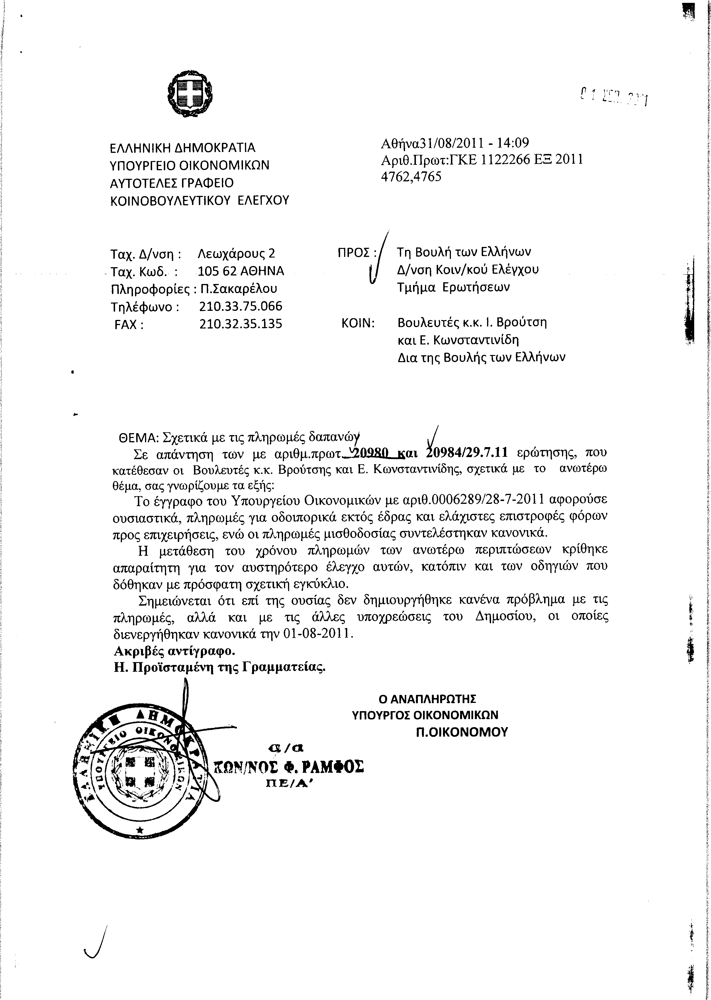 01 ΣΕΠ. 2011
ΕΛΛΗΝΙΚΗ ΔΗΜΟΚΡΑΤΙΑ
ΥΠΟΥΡΓΕΙΟ ΟΙΚΟΝΟΜΙΚΩΝ
ΑΥΤΟΤΕΛΕΣ ΓΡΑΦΕΙΟ
ΚΟΙΝΟΒΟΥΛΕΥΤΙΚΟΥ ΕΛΕΓΧΟΥ
Αθήνα31/08/2011 - 14:09
Αριθ.Πρωτ:ΓΚΕ 1122266 ΕΞ 2011
4762,4765
Ταχ. Δ/νση : Λεωχάρους 2
Ταχ. Κωδ. : 105 62 ΑΘΗΝΑ
Πληροφορίες : Π.Σακαρέλου
Τηλέφωνο : 210.33.75.066
FAX : 210.32.35.135
ΠΡΟΣ : Τη Βουλή των Ελλήνων
Δ/νση Κοιν/κού Ελέγχου
Τμήμα Ερωτήσεων
ΚΟΙΝ: Βουλευτές κ.κ. Ι. Βρούτση
και Ε. Κωνσταντινίδη
Δια της Βουλής των Ελλήνων
ΘΕΜΑ: Σχετικά με τις πληρωμές δαπανών
Σε απάντηση των με αριθμ.πρωτ. 20980 και 20984/29.7.11 ερώτησης, που
κατέθεσαν οι Βουλευτές κ.κ. Βρούτσης και Ε. Κωνσταντινίδης, σχετικά με το ανωτέρω
θέμα, σας γνωρίζουμε τα εξής:
Το έγγραφο του Υπουργείου Οικονομικών με αριθ.0006289/28-7-2011 αφορούσε
ουσιαστικά, πληρωμές για οδοιπορικά εκτός έδρας και ελάχιστες επιστροφές φόρων
προς επιχειρήσεις, ενώ οι πληρωμές μισθοδοσίας συντελέστηκαν κανονικά.
Η μετάθεση του χρόνου πληρωμών των ανωτέρω περιπτώσεων κρίθηκε
απαραίτητη για τον αυστηρότερο έλεγχο αυτών, κατόπιν και των οδηγιών που
δόθηκαν με πρόσφατη σχετική εγκύκλιο.
Σημειώνεται ότι επί της ουσίας δεν δημιουργήθηκε κανένα πρόβλημα με τις
πληρωμές, αλλά και με τις άλλες υποχρεώσεις του Δημοσίου, οι οποίες
διενεργήθηκαν κανονικά την 01-08-2011.
Ακριβές αντίγραφο.
Η. Προϊσταμένη της Γραμματείας.
Ο ΑΝΑΠΛΗΡΩΤΗΣ
ΥΠΟΥΡΓΟΣ ΟΙΚΟΝΟΜΙΚΩΝ
Π.ΟΙΚΟΝΟΜΟΥ
ΕΛΛΗΝΙΚΗ ΔΗΜΟΚΡΑΤΙΑ
ΥΠΟΥΡΓΕΙΟ ΟΙΚΟΝΟΜΙΚΩΝ
α/α
ΚΩΝ/ΝΟΣ Φ. ΡΑΜΦΟΣ
ΠΕ/Α'